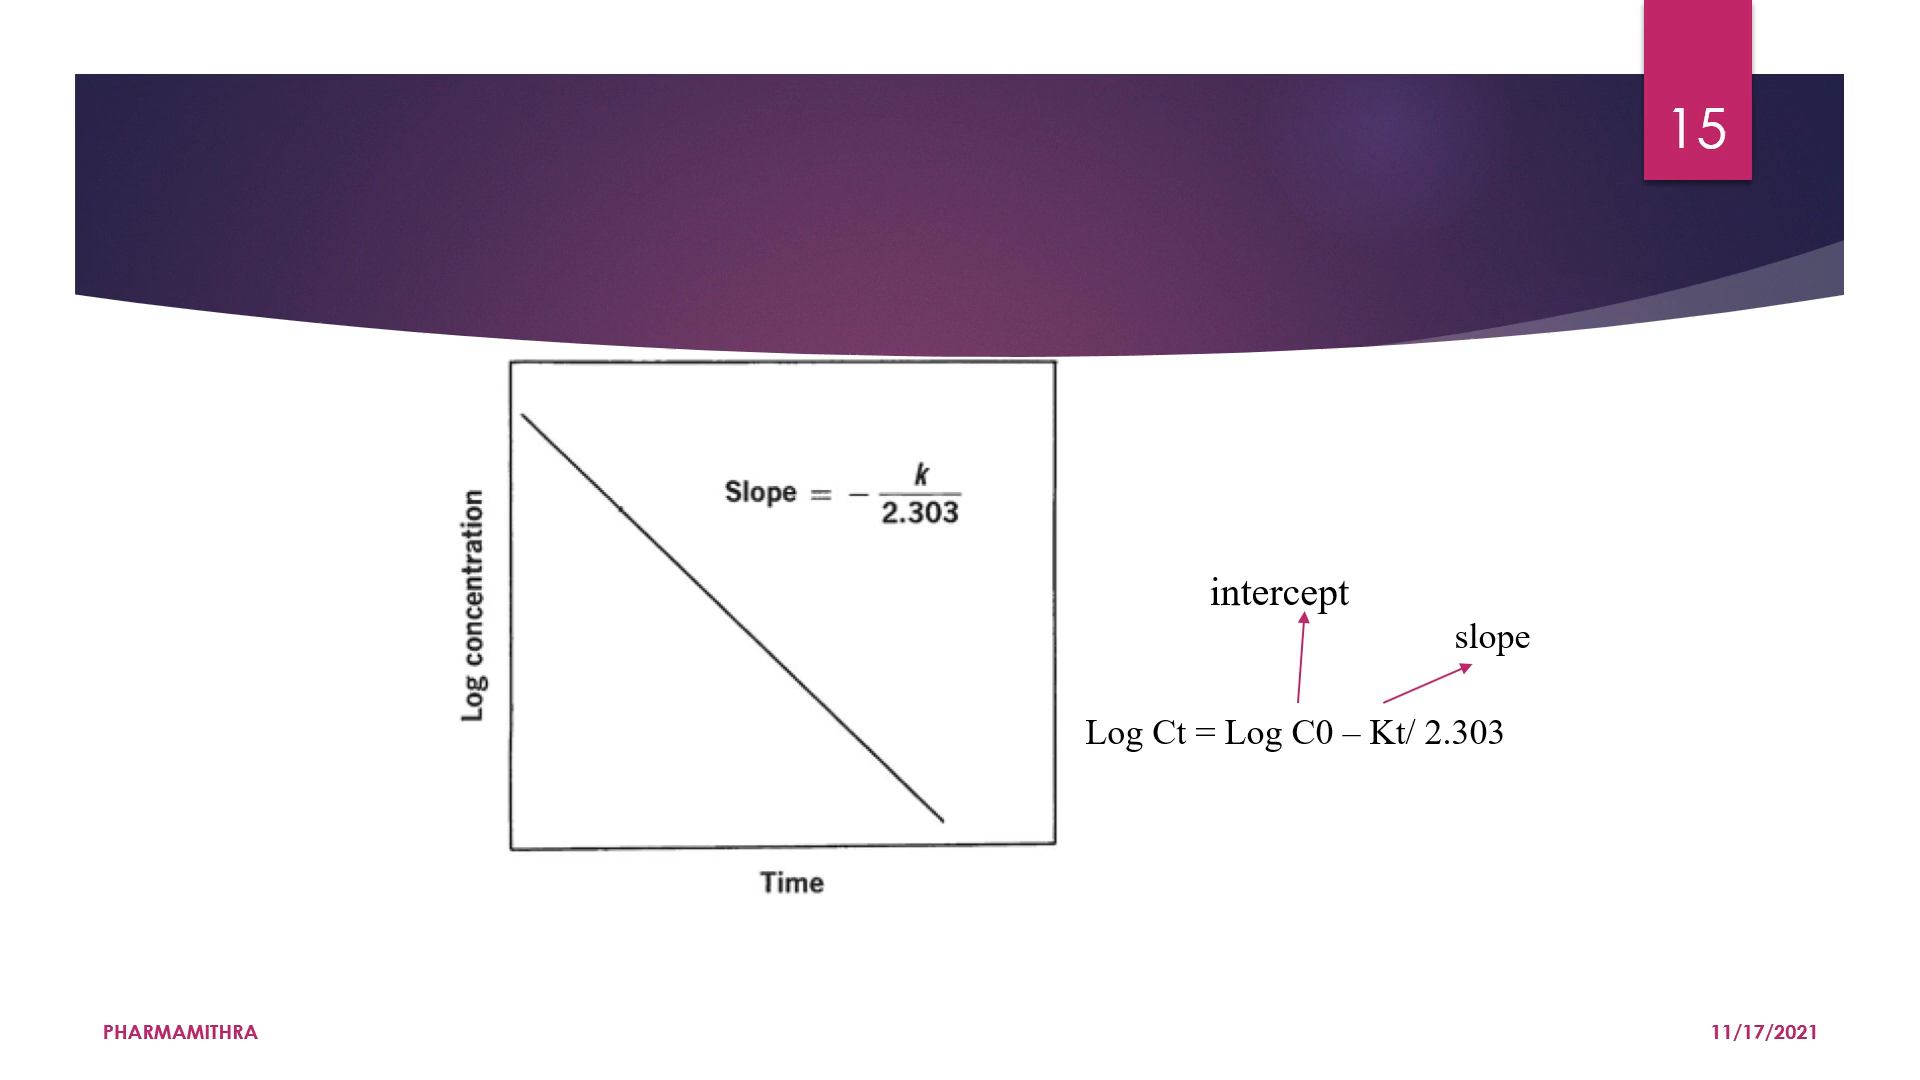 15
Slope = – k/2.303
Log concentration
Time
intercept
slope
Log Ct = Log C0 – Kt/ 2.303
PHARMAMITHRA
11/17/2021